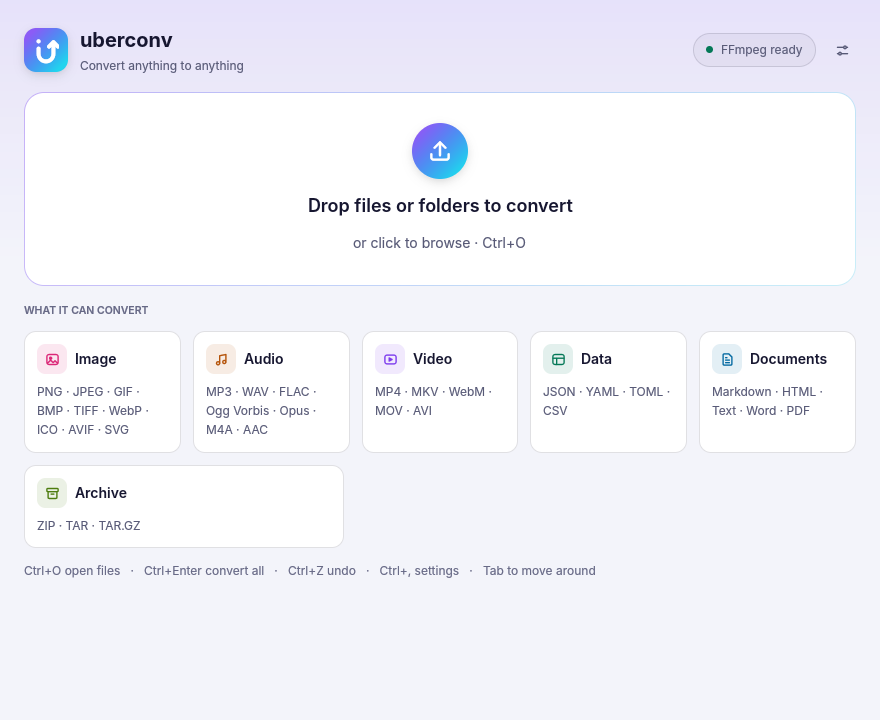 uberconv
Convert anything to anything
FFmpeg ready
Drop files or folders to convert
or click to browse · Ctrl+O
WHAT IT CAN CONVERT
Image
PNG · JPEG · GIF ·
BMP · TIFF · WebP ·
ICO · AVIF · SVG
Audio
MP3 · WAV · FLAC ·
Ogg Vorbis · Opus ·
M4A · AAC
Video
MP4 · MKV · WebM ·
MOV · AVI
Data
JSON · YAML · TOML ·
CSV
Documents
Markdown · HTML ·
Text · Word · PDF
Archive
ZIP · TAR · TAR.GZ
Ctrl+O open files · Ctrl+Enter convert all · Ctrl+Z undo · Ctrl+, settings · Tab to move around